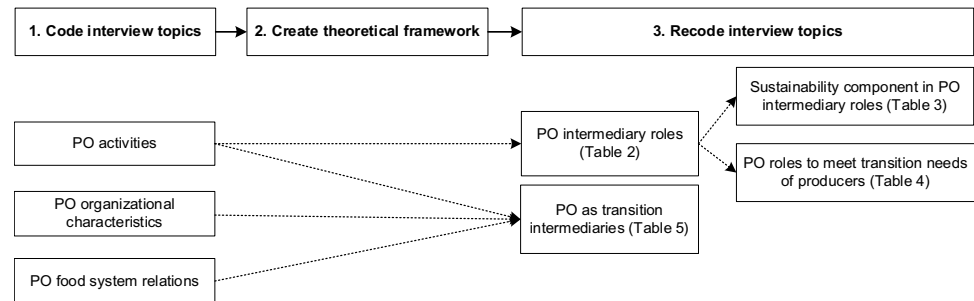 1. Code interview topics
2. Create theoretical framework
3. Recode interview topics
PO activities
PO organizational
characteristics
PO food system relations
PO intermediary roles
(Table 2)
PO as transition
intermediaries (Table 5)
Sustainability component in PO
intermediary roles (Table 3)
PO roles to meet transition needs
of producers (Table 4)